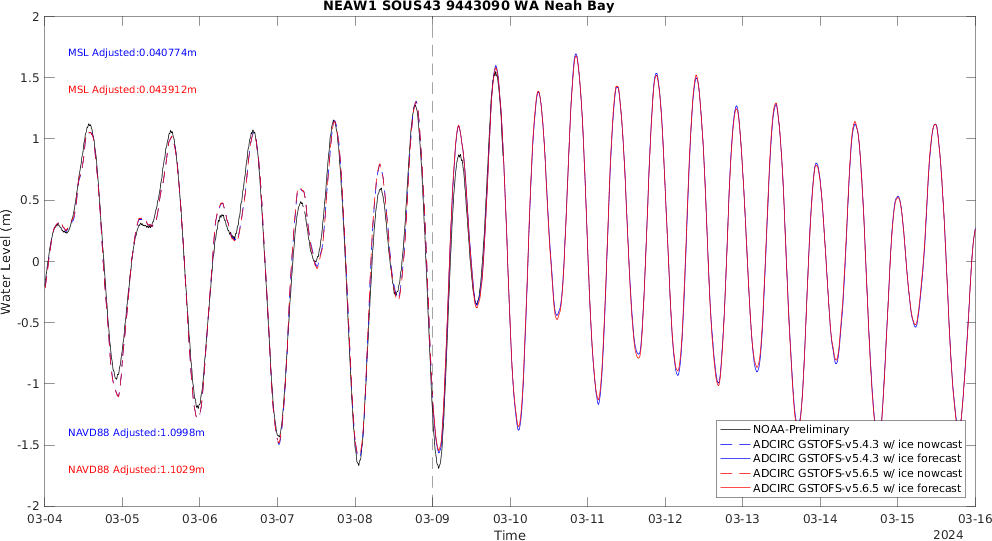 NEAW1 SOUS43 9443090 WA Neah Bay
2
1.5
1
0.5
0
-0.5
-1
-1.5
-2
Water Level (m)
MSL Adjusted:0.040774m
MSL Adjusted:0.043912m
NAVD88 Adjusted:1.0998m
NAVD88 Adjusted:1.1029m
NOAA-Preliminary
ADCIRC GSTOFS-v5.4.3 w/ ice nowcast
ADCIRC GSTOFS-v5.4.3 w/ ice forecast
ADCIRC GSTOFS-v5.6.5 w/ ice nowcast
ADCIRC GSTOFS-v5.6.5 w/ ice forecast
03-04 03-05 03-06 03-07 03-08 03-09 03-10 03-11 03-12 03-13 03-14 03-15 03-16
Time
2024